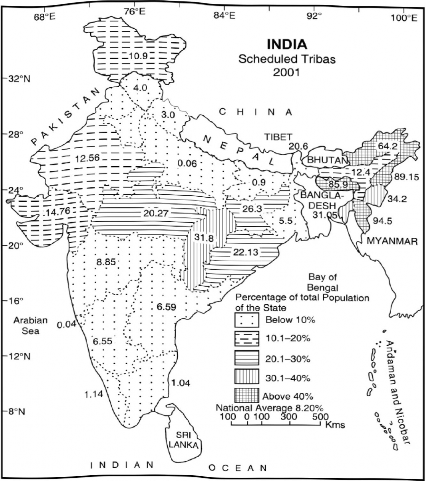 68°E
76°E
84°E
92°E
100°E
INDIA
Scheduled Tribas
2001
10.9
32°N
4.0
PAKISTAN
CHINA
3.0
28°N
TIBET
NEPAL
20.6
64.2
BHUTAN
12.56
0.06
12.4
89.15
0.9
85.9
24°N
BANGLA-
DESH
34.2
14.76
20.27
26.3
31.05
5.5
94.5
31.8
22.13
MYANMAR
20°N
8.85
Bay of
Bengal
Percentage of total Population
of the State
16°N
Arabian
Sea
0.04
6.59
Below 10%
10.1–20%
6.55
20.1–30%
12°N
30.1–40%
1.04
1.14
Above 40%
National Average 8.20%
8°N
100 0 100 300 500
Kms
Andaman and Nicobar
SRI
LANKA
INDIAN OCEAN